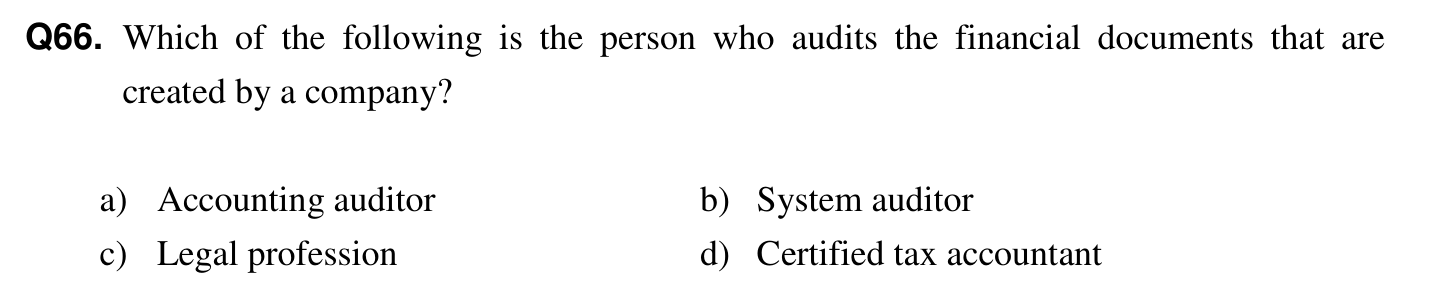 Q66. Which of the following is the person who audits the financial documents that are
created by a company?
a) Accounting auditor b) System auditor
c) Legal profession d) Certified tax accountant